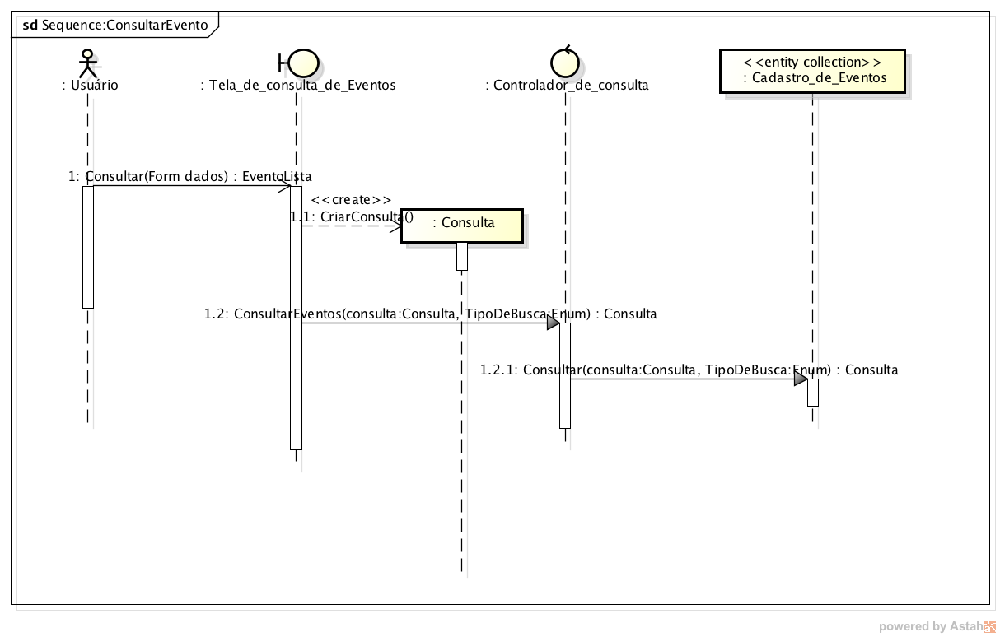 sd Sequence:ConsultarEvento
: Usuário
: Tela_de_consulta_de_Eventos
: Controlador_de_consulta
<<entity collection>>
: Cadastro_de_Eventos
1: Consultar(Form dados) : EventoLista
<<create>>
1.1: CriarConsulta()
: Consulta
1.2: ConsultarEventos(consulta:Consulta, TipoDeBusca:Enum) : Consulta
1.2.1: Consultar(consulta:Consulta, TipoDeBusca:Enum) : Consulta
powered by Astah